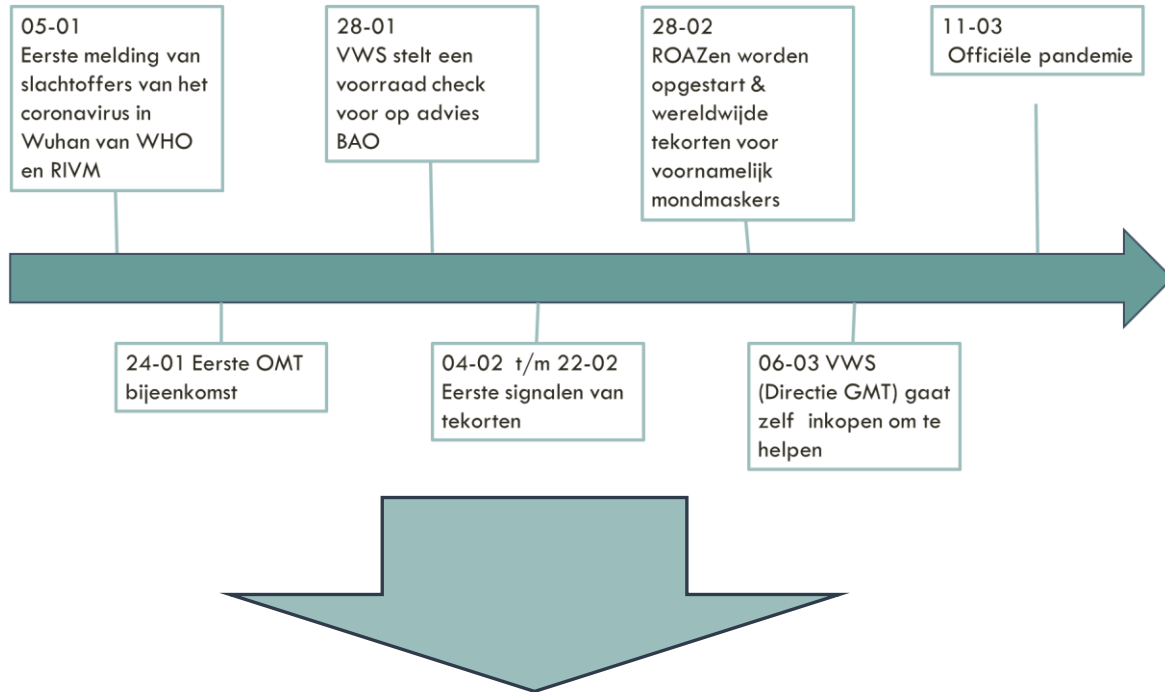 05-01
Eerste melding van
slachtoffers van het
coronavirus in
Wuhan van WHO
en RIVM
28-01
VWS stelt een
voorraad check
voor op advies
BAO
28-02
ROAZen worden
opgestart &
wereldwijde
tekorten voor
voornamelijk
mondmaskers
11-03
Officiële pandemie
24-01 Eerste OMT
bijeenkomst
04-02 t/m 22-02
Eerste signalen van
tekorten
06-03 VWS
(Directie GMT) gaat
zelf inkopen om te
helpen